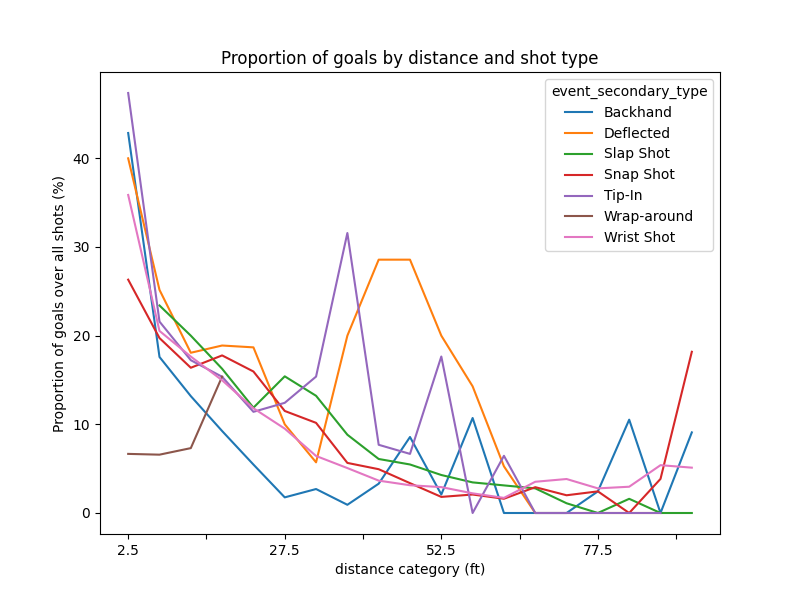 Proportion of goals by distance and shot type
event_secondary_type
Backhand
Deflected
Slap Shot
Snap Shot
Tip-In
Wrap-around
Wrist Shot
Proportion of goals over all shots (%)
40
30
20
10
0
2.5 27.5 52.5 77.5
distance category (ft)